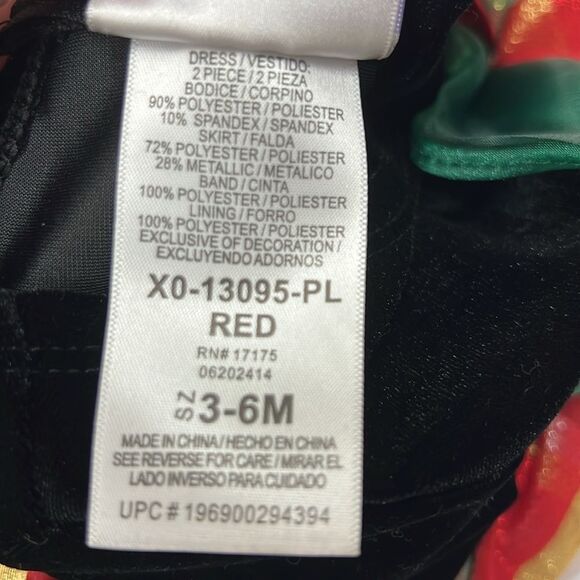 DRESS / VESTIDO:
2 PIECE / 2 PIEZA
BODICE / CORPINO
90% POLYESTER / POLIESTER
10% SPANDEX / SPANDEX
SKIRT / FALDA
72% POLYESTER / POLIESTER
28% METALLIC / METALICO
BAND / CINTA
100% POLYESTER / POLIESTER
LINING / FORRO
100% POLYESTER / POLIESTER
EXCLUSIVE OF DECORATION /
EXCLUYENDO ADORNOS
X0-13095-PL
RED
RN# 17175
06202414
SZ 3-6M
MADE IN CHINA / HECHO EN CHINA
SEE REVERSE FOR CARE / MIRAR EL
LADO INVERSO PARA CUIDADO
UPC # 196900294394